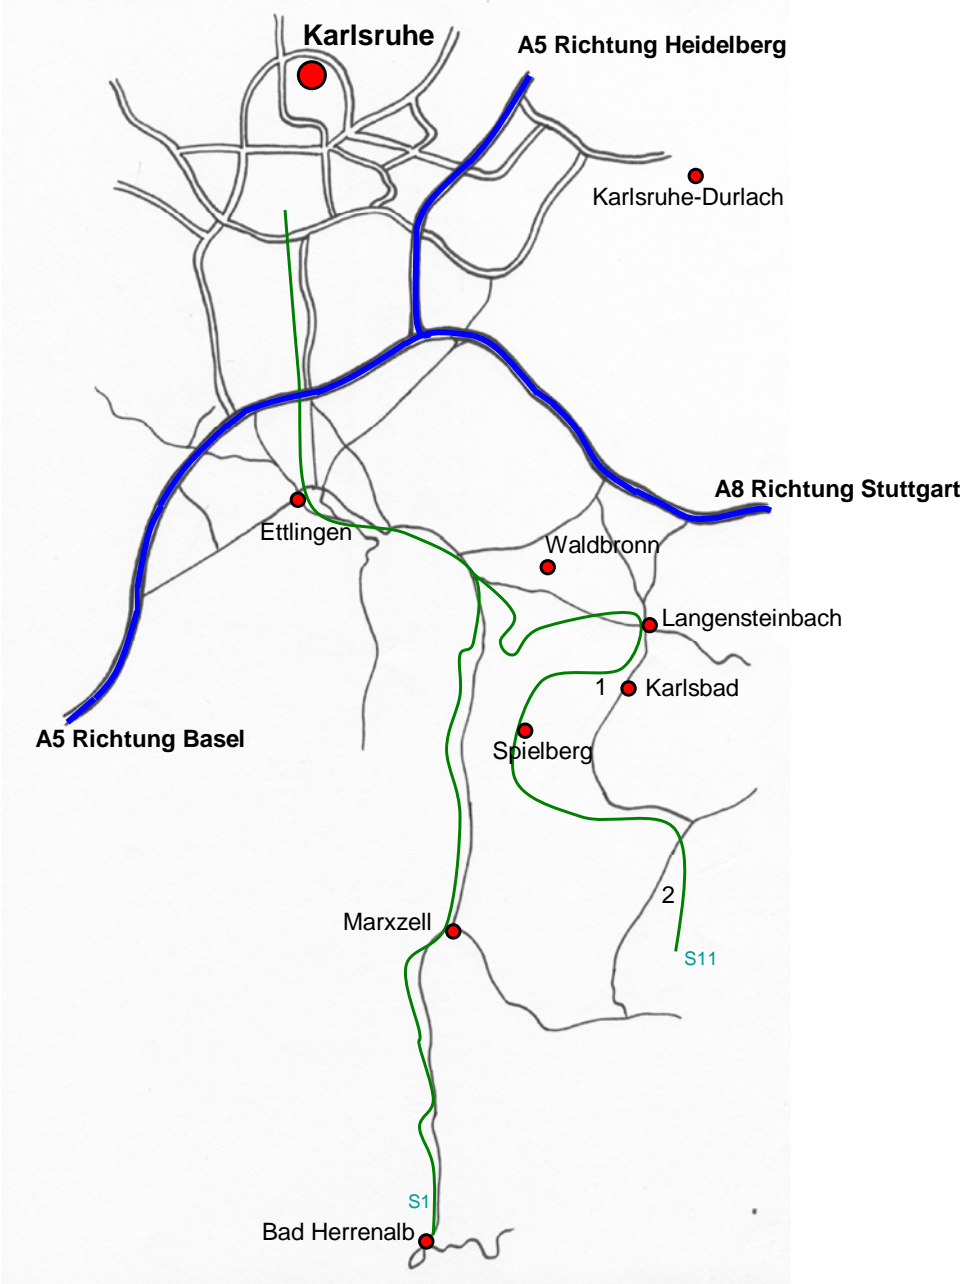 Karlsruhe
A5 Richtung Heidelberg
Karlsruhe-Durlach
A8 Richtung Stuttgart
Ettlingen
Waldbronn
Langensteinbach
1
Karlsbad
A5 Richtung Basel
Spielberg
2
Marxzell
S11
S1
Bad Herrenalb